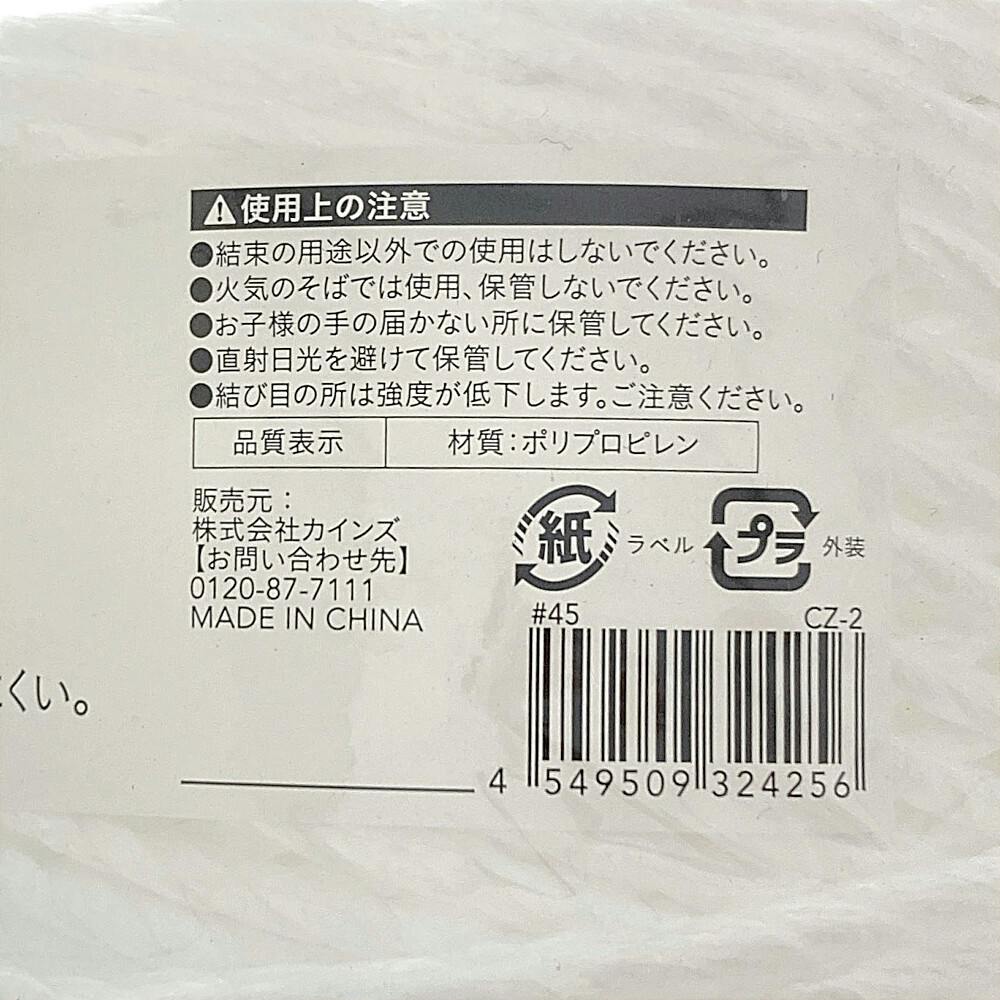 ⚠使用上の注意
●結束の用途以外での使用はしないでください。
●火気のそばでは使用、保管しないでください。
●お子様の手の届かない所に保管してください。
●直射日光を避けて保管してください。
●結び目の所は強度が低下します。ご注意ください。
品質表示 材質:ポリプロピレン
販売元:
株式会社カインズ
【お問い合わせ先】
0120-87-7111
MADE IN CHINA
紙 ラベル プラ 外装
#45 CZ-2
くい。
4 549509 324256